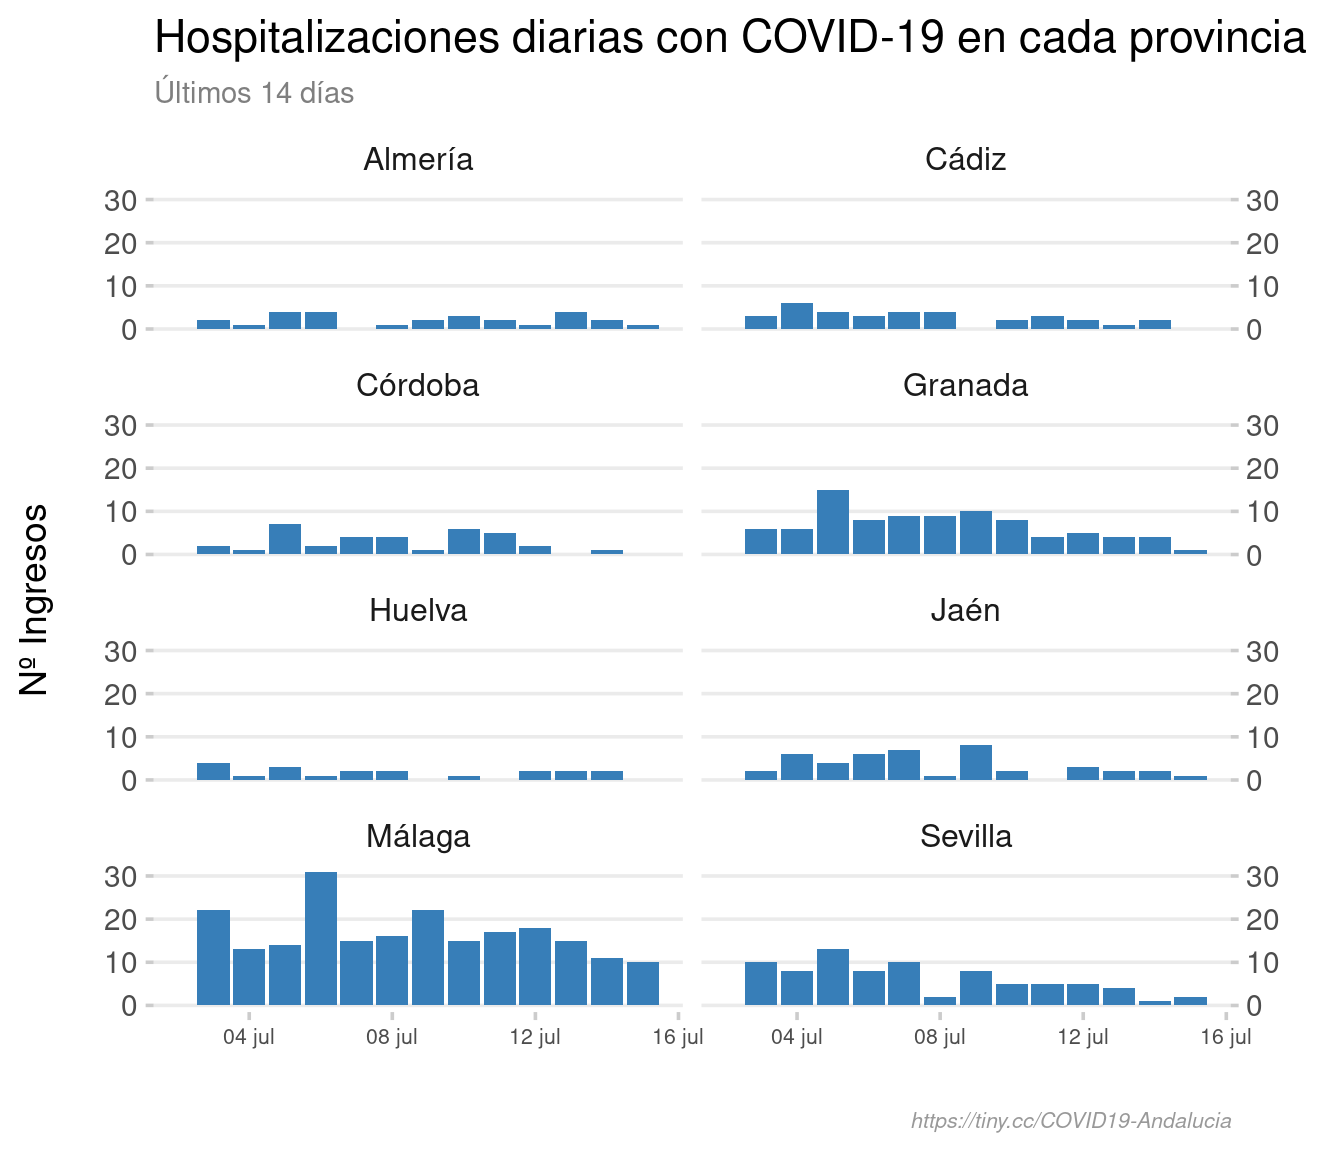 Hospitalizaciones diarias con COVID-19 en cada provincia
Últimos 14 días
Almería Cádiz
30 30
20 20
10 10
0 0
Córdoba Granada
30 30
20 20
10 10
0 0
Huelva Jaén
30 30
20 20
10 10
0 0
Málaga Sevilla
30 30
20 20
10 10
0 0
04 jul 08 jul 12 jul 16 jul 04 jul 08 jul 12 jul 16 jul
Nº Ingresos
https://tiny.cc/COVID19-Andalucia